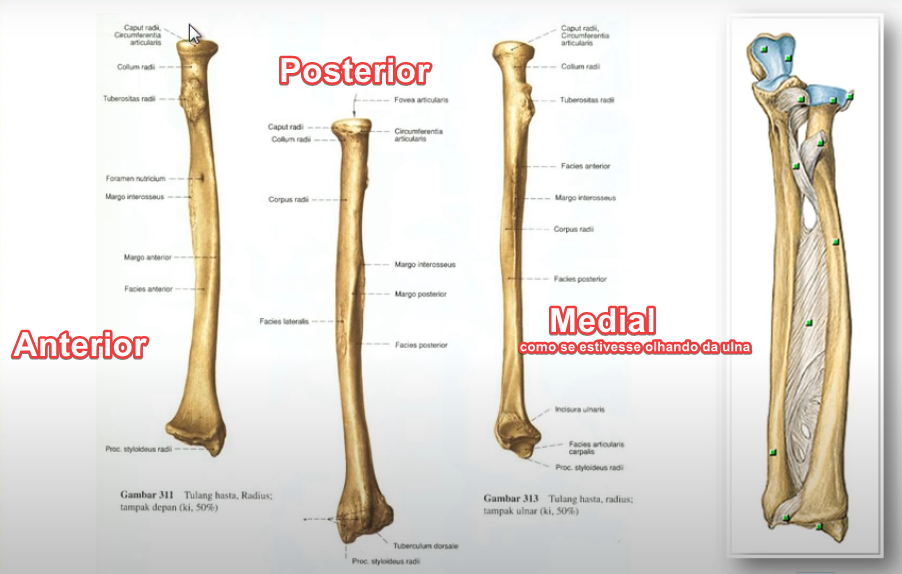 Caput radii,
Circumferentia
articularis
Collum radii
Tuberositas radii
Foramen nutricium
Margo interosseus
Margo anterior
Facies anterior
Anterior
Proc. styloideus radii
Gambar 311 Tulang hasta, Radius;
tampak depan (ki, 50%)
Posterior
Fovea articularis
Caput radii
Collum radii
Circumferentia
articularis
Corpus radii
Margo interosseus
Margo posterior
Facies lateralis
Facies posterior
Tuberculum dorsale
Proc. styloideus radii
Caput radii,
Circumferentia
articularis
Collum radii
Tuberositas radii
Facies anterior
Margo interosseus
Corpus radii
Facies posterior
Medial
como se estivesse olhando da ulna
Incisura ulnaris
Facies articularis
carpalis
Proc. styloideus radii
Gambar 313 Tulang hasta, radius;
tampak ulnar (ki, 50%)